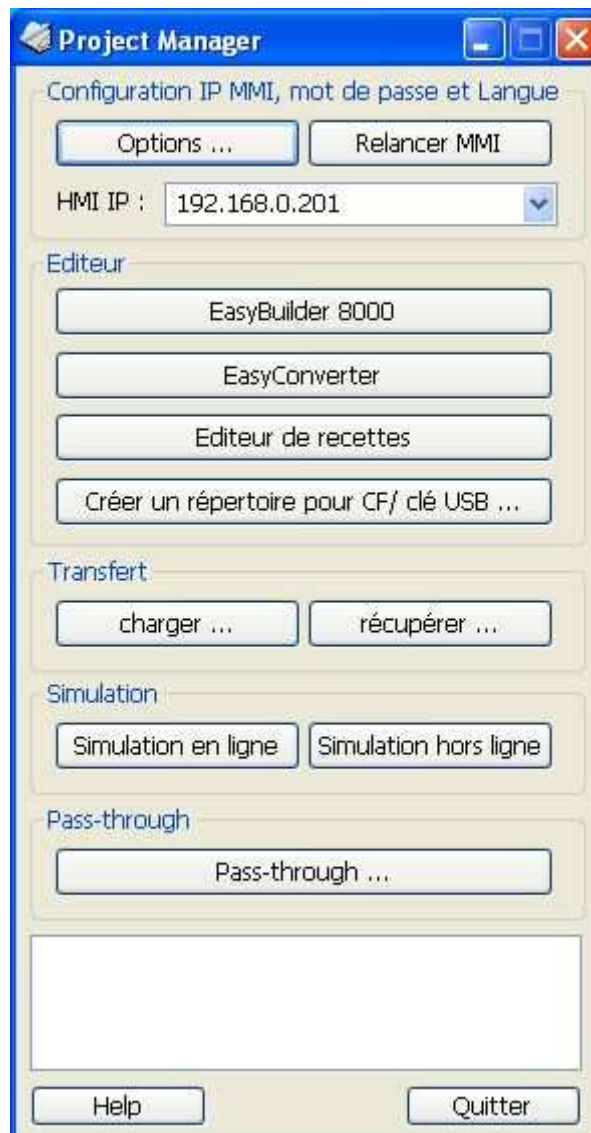 Project Manager
Configuration IP MMI, mot de passe et Langue
Options ... Relancer MMI
HMI IP : 192.168.0.201
Editeur
EasyBuilder 8000
EasyConverter
Editeur de recettes
Créer un répertoire pour CF/ clé USB ...
Transfert
charger ... récupérer ...
Simulation
Simulation en ligne Simulation hors ligne
Pass-through
Pass-through ...
Help Quitter